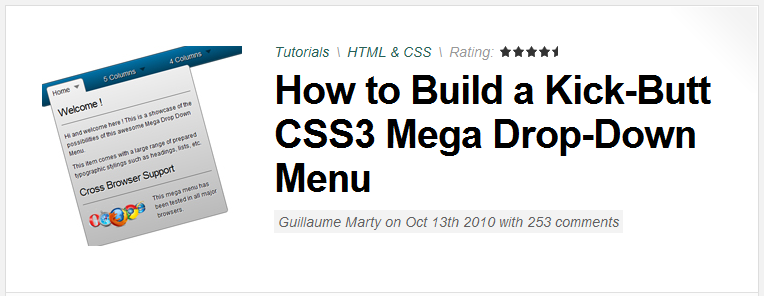 5 Columns
4 Columns
Home
Welcome !
Hi and welcome here ! This is a showcase of the
possibilities of this awesome Mega Drop Down
Menu.
This item comes with a large range of prepared
typographic stylings such as headings, lists, etc.
Cross Browser Support
This mega menu has
been tested in all major
browsers.
Tutorials \ HTML & CSS \ Rating:
How to Build a Kick-Butt
CSS3 Mega Drop-Down
Menu
Guillaume Marty on Oct 13th 2010 with 253 comments